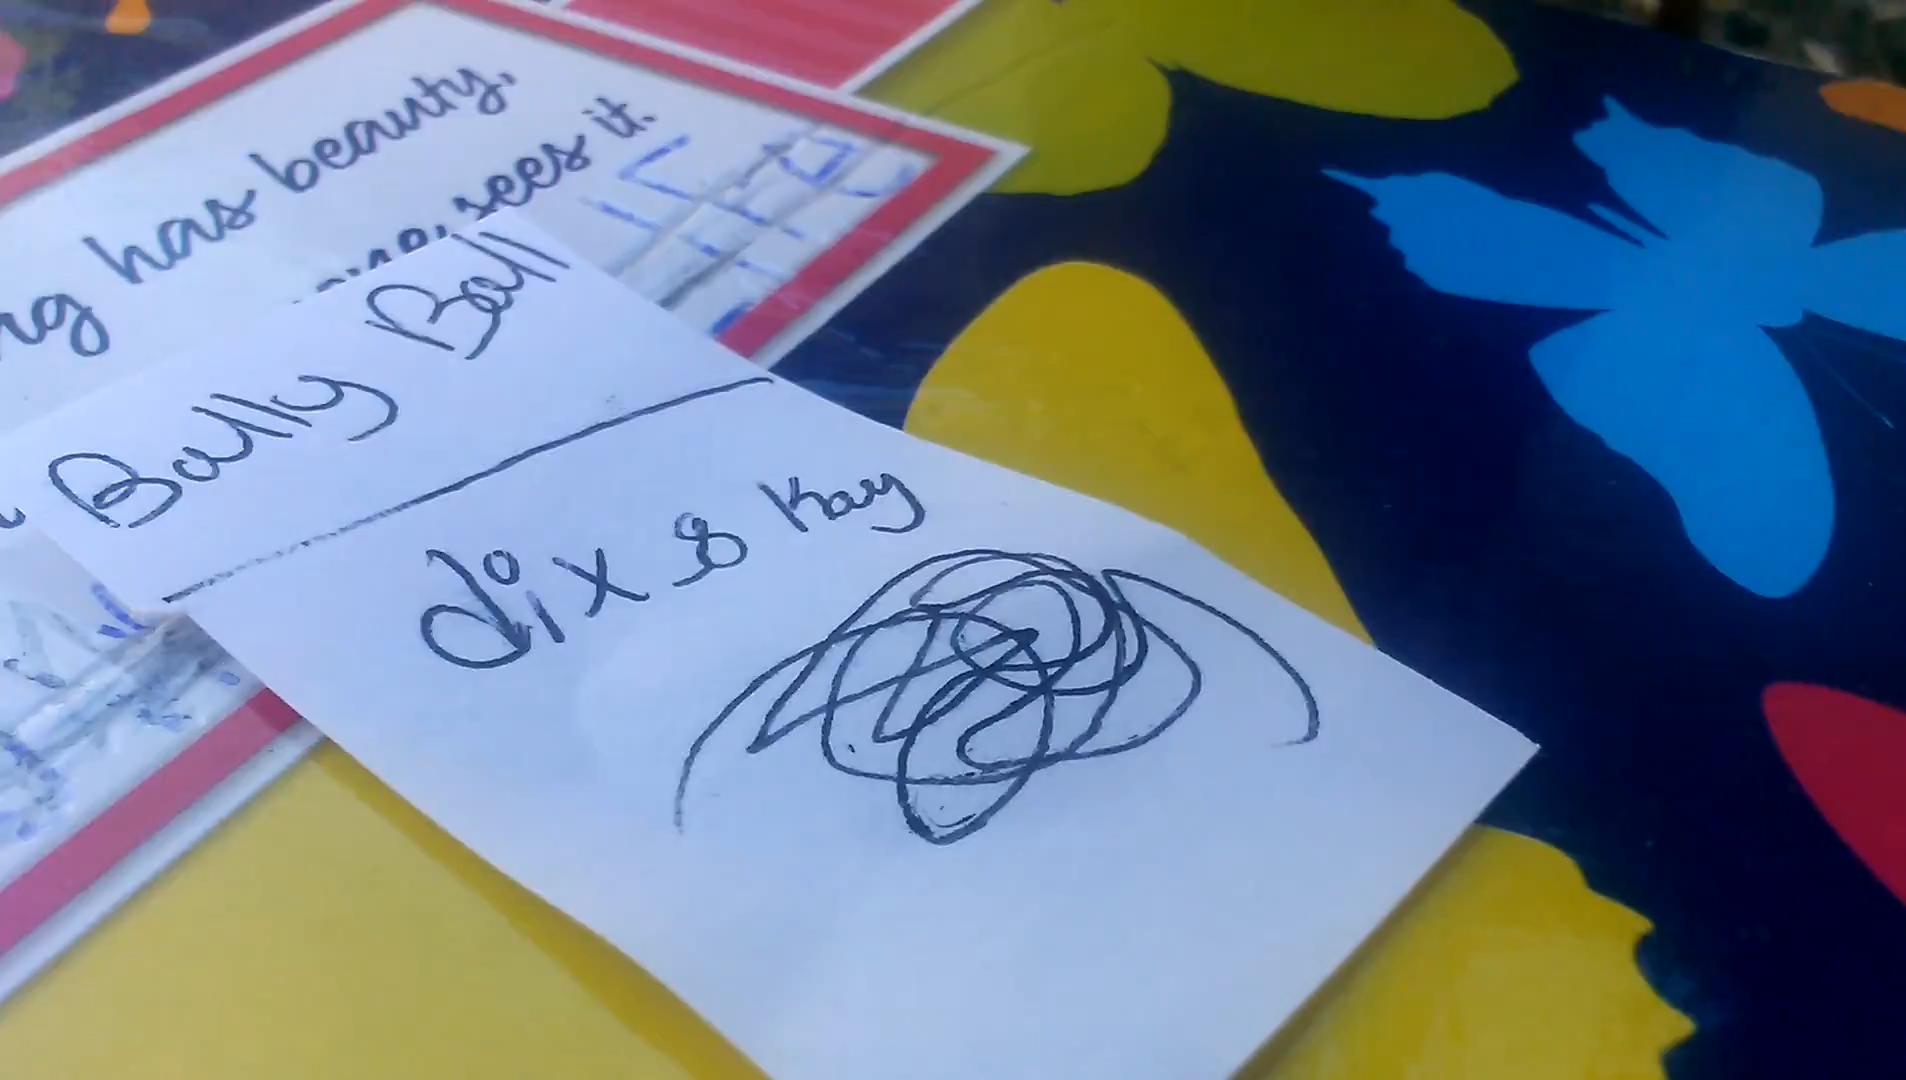 ng has beauty,
sees it.
Bally Ball
dix & Kay